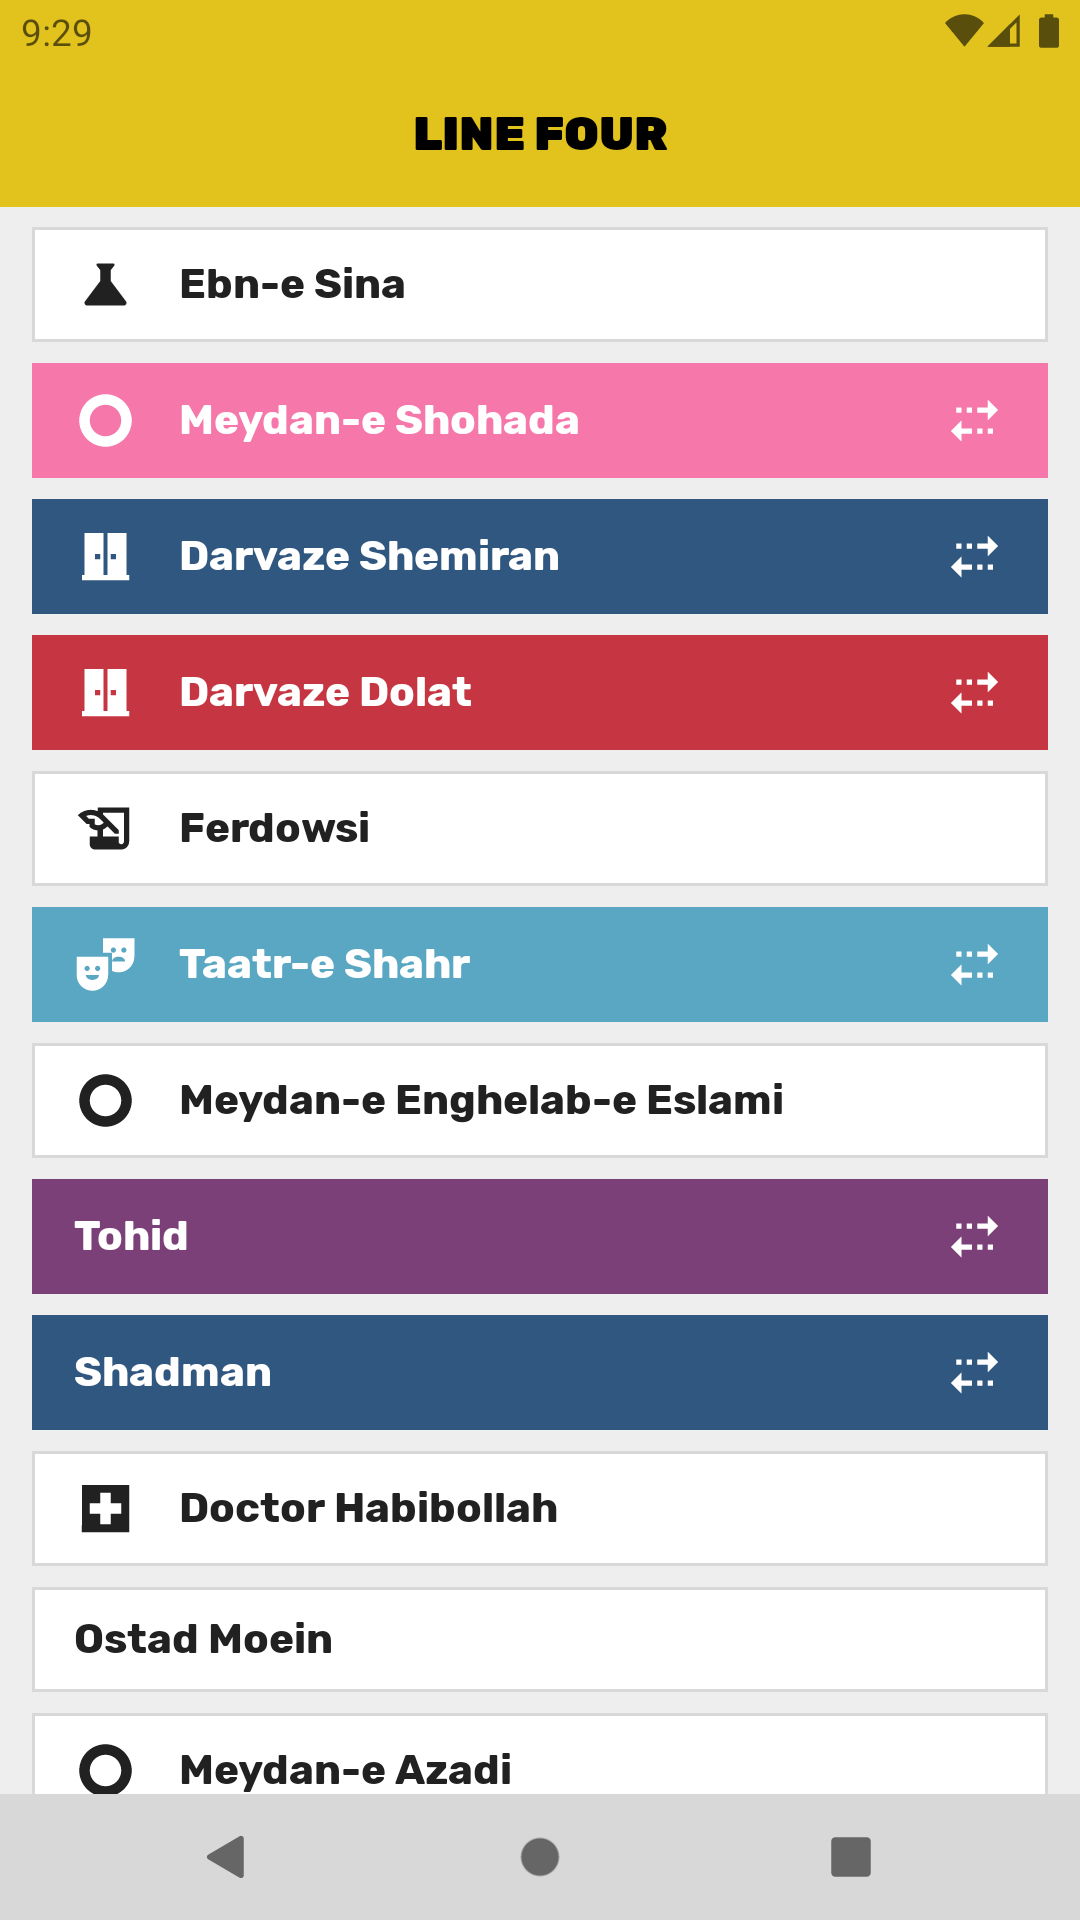 9:29
LINE FOUR
Ebn-e Sina
Meydan-e Shohada
Darvaze Shemiran
Darvaze Dolat
Ferdowsi
Taatr-e Shahr
Meydan-e Enghelab-e Eslami
Tohid
Shadman
Doctor Habibollah
Ostad Moein
Meydan-e Azadi